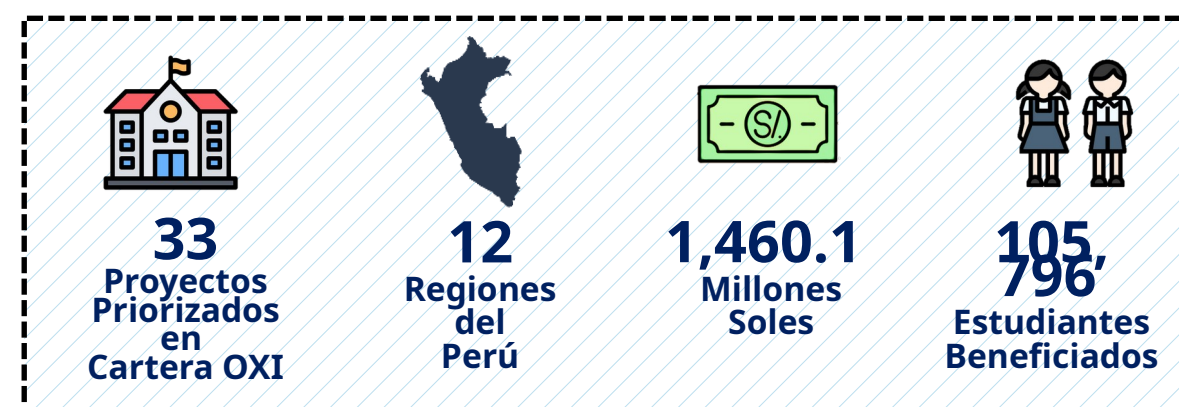 S/.
33
Proyectos
Priorizados
en
Cartera OXI
12
Regiones
del
Perú
1,460.1
Millones
Soles
105,
796
Estudiantes
Beneficiados